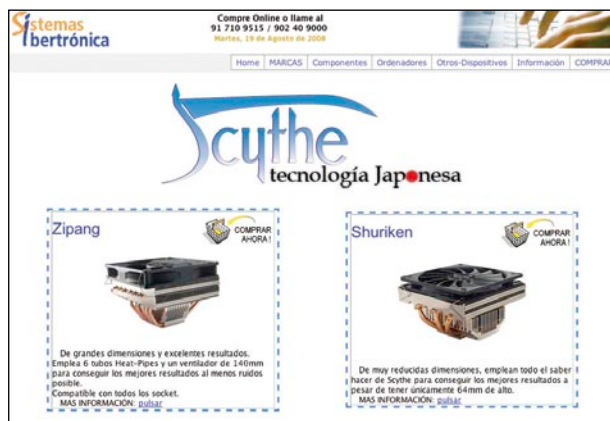 Sistemas
Ibertrónica
Compre Online o llame al
91 710 9515 / 902 40 9000
Martes, 19 de Agosto de 2008
Home | MARCAS | Componentes | Ordenadores | Otros-Dispositivos | Información | COMPRAR
Scythe
tecnología Japonesa
Zipang
COMPRAR
AHORA!
De grandes dimensiones y excelentes resultados.
Emplea 6 tubos Heat-Pipes y un ventilador de 140mm
para conseguir los mejores resultados al menos ruidos
posible.
Compatible con todos los socket.
MAS INFORMACIÓN: pulsar
Shuriken
COMPRAR
AHORA!
De muy reducidas dimensiones, emplean todo el saber
hacer de Scythe para conseguir los mejores resultados a
pesar de tener únicamente 64mm de alto.
MAS INFORMACIÓN: pulsar